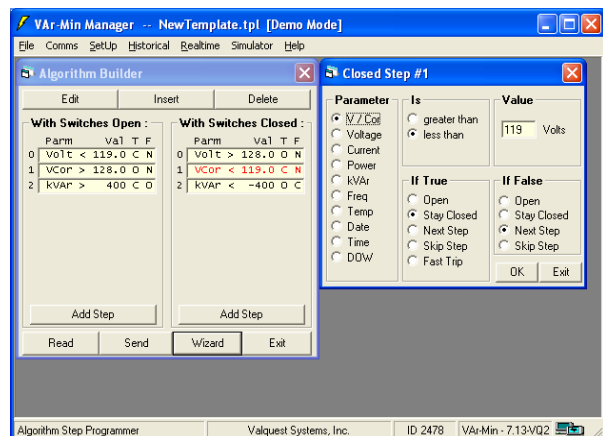 VAr-Min Manager -- NewTemplate.tpl [Demo Mode]
File Comms SetUp Historical Realtime Simulator Help
Algorithm Builder
Edit Insert Delete
With Switches Open :
Parm Val T F
0 Volt < 119.0 C N
1 VCor > 128.0 O N
2 kVAr > 400 C O
Add Step
With Switches Closed :
Parm Val T F
0 Volt > 128.0 O N
1 VCor < 119.0 C N
2 kVAr < -400 O C
Add Step
Read Send Wizard Exit
Closed Step #1
Parameter
V / Cor
Voltage
Current
Power
kVAr
Freq
Temp
Date
Time
DOW
Is
greater than
less than
Value
119 Volts
If True
Open
Stay Closed
Next Step
Skip Step
Fast Trip
If False
Open
Stay Closed
Next Step
Skip Step
OK Exit
Algorithm Step Programmer Valquest Systems, Inc. ID 2478 VAr-Min - 7.13-VQ2